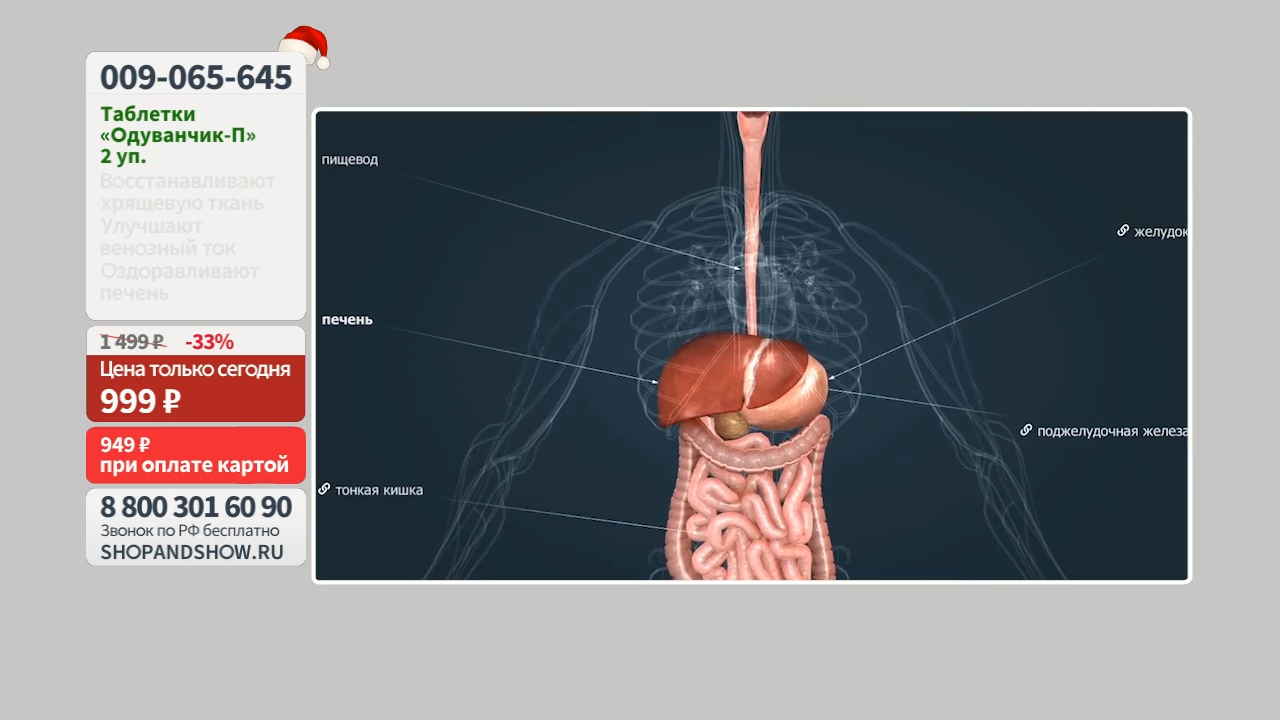 009-065-645
Таблетки
«Одуванчик-П»
2 уп.
Восстанавливают
хрящевую ткань
Улучшают
венозный ток
Оздоравливают
печень
1 499 ₽ -33%
Цена только сегодня
999 ₽
949 ₽
при оплате картой
8 800 301 60 90
Звонок по РФ бесплатно
SHOPANDSHOW.RU
пищевод
желудок
печень
поджелудочная железа
тонкая кишка